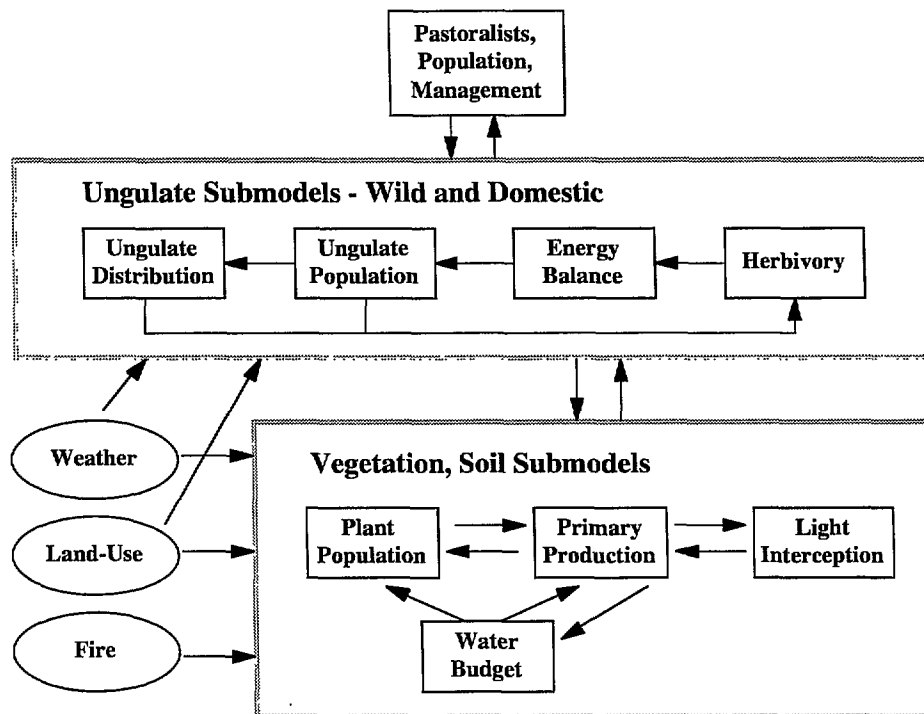 Pastoralists,
Population,
Management
Ungulate Submodels - Wild and Domestic
Ungulate
Distribution
Ungulate
Population
Energy
Balance
Herbivory
Weather
Land-Use
Fire
Vegetation, Soil Submodels
Plant
Population
Primary
Production
Light
Interception
Water
Budget